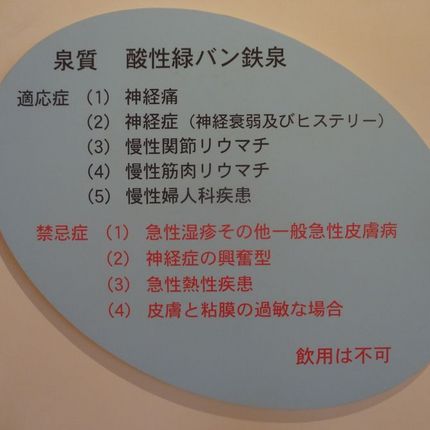 泉質　酸性緑バン鉄泉
適応症（1）神経痛
（2）神経症（神経衰弱及びヒステリー）
（3）慢性関節リウマチ
（4）慢性筋肉リウマチ
（5）慢性婦人科疾患
禁忌症（1）急性湿疹その他一般急性皮膚病
（2）神経症の興奮型
（3）急性熱性疾患
（4）皮膚と粘膜の過敏な場合
飲用は不可